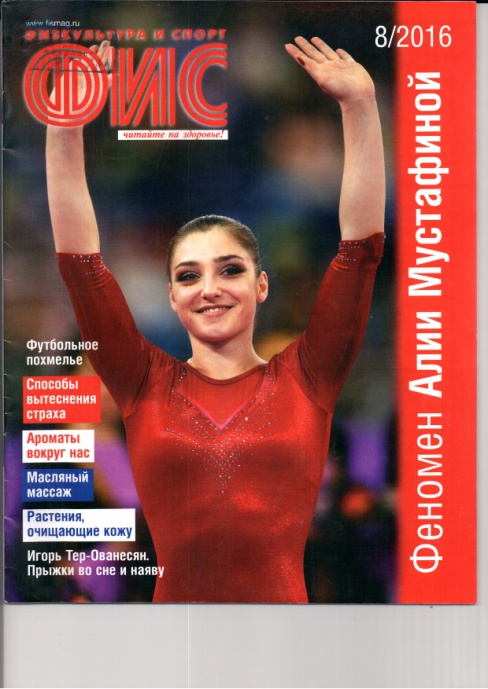 www.fismag.ru
ФИЗКУЛЬТУРА И СПОРТ
ФИС
читайте на здоровье!
8/2016
Феномен Алии Мустафиной
Футбольное
похмелье
Способы
вытеснения
страха
Ароматы
вокруг нас
Масляный
массаж
Растения,
очищающие кожу
Игорь Тер-Ованесян.
Прыжки во сне и наяву